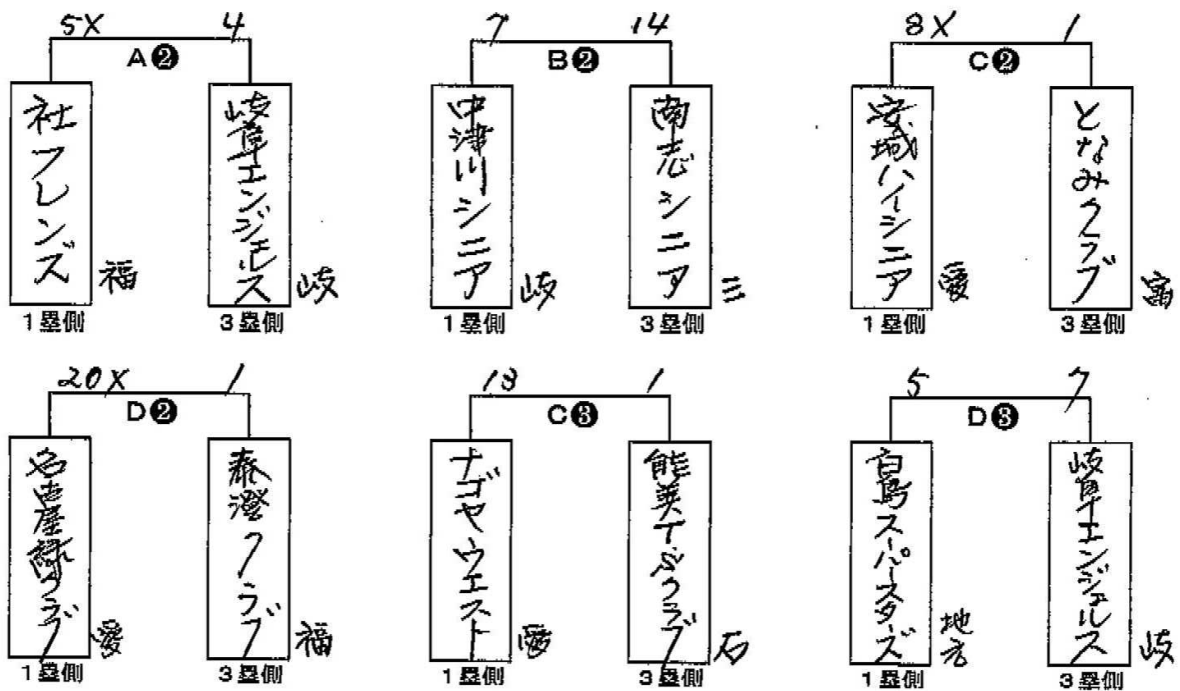 5X 4 7 14 8X 1
A❷ B❷ C❷
社フレンズ 福 岐阜エンジェルス 岐 中津川シニア 岐 南志シニア 三 安城ハイシニア 愛 となみクラブ 富
1塁側 3塁側 1塁側 3塁側 1塁側 3塁側
20X 1 13 1 5 7
D❷ C❸ D❸
名古屋緑クラブ 愛 泰澄クラブ 福 ナゴヤウエスト 愛 能美クラブ 石 白鳥スーパースターズ 地元 岐阜エンジェルス 岐
1塁側 3塁側 1塁側 3塁側 1塁側 3塁側